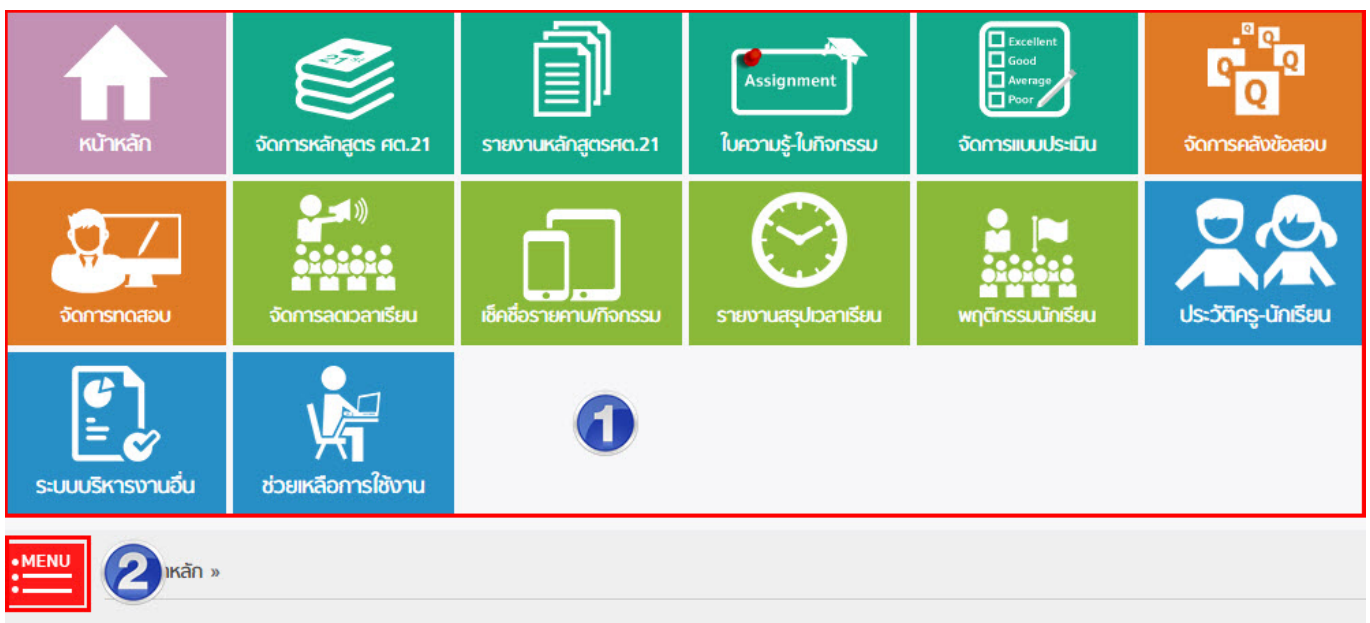 หน้าหลัก
21st
จัดการหลักสูตร ศต.21
รายงานหลักสูตรศต.21
Assignment
ใบความรู้-ใบกิจกรรม
Excellent
Good
Average
Poor
จัดการแบบประเมิน
Q Q
Q Q
Q
จัดการคลังข้อสอบ
จัดการทดสอบ
จัดการลดเวลาเรียน
เช็คชื่อรายคาบ/กิจกรรม
รายงานสรุปเวลาเรียน
พฤติกรรมนักเรียน
ประวัติครู-นักเรียน
ระบบบริหารงานอื่น
ช่วยเหลือการใช้งาน
1
MENU
2
หลัก »